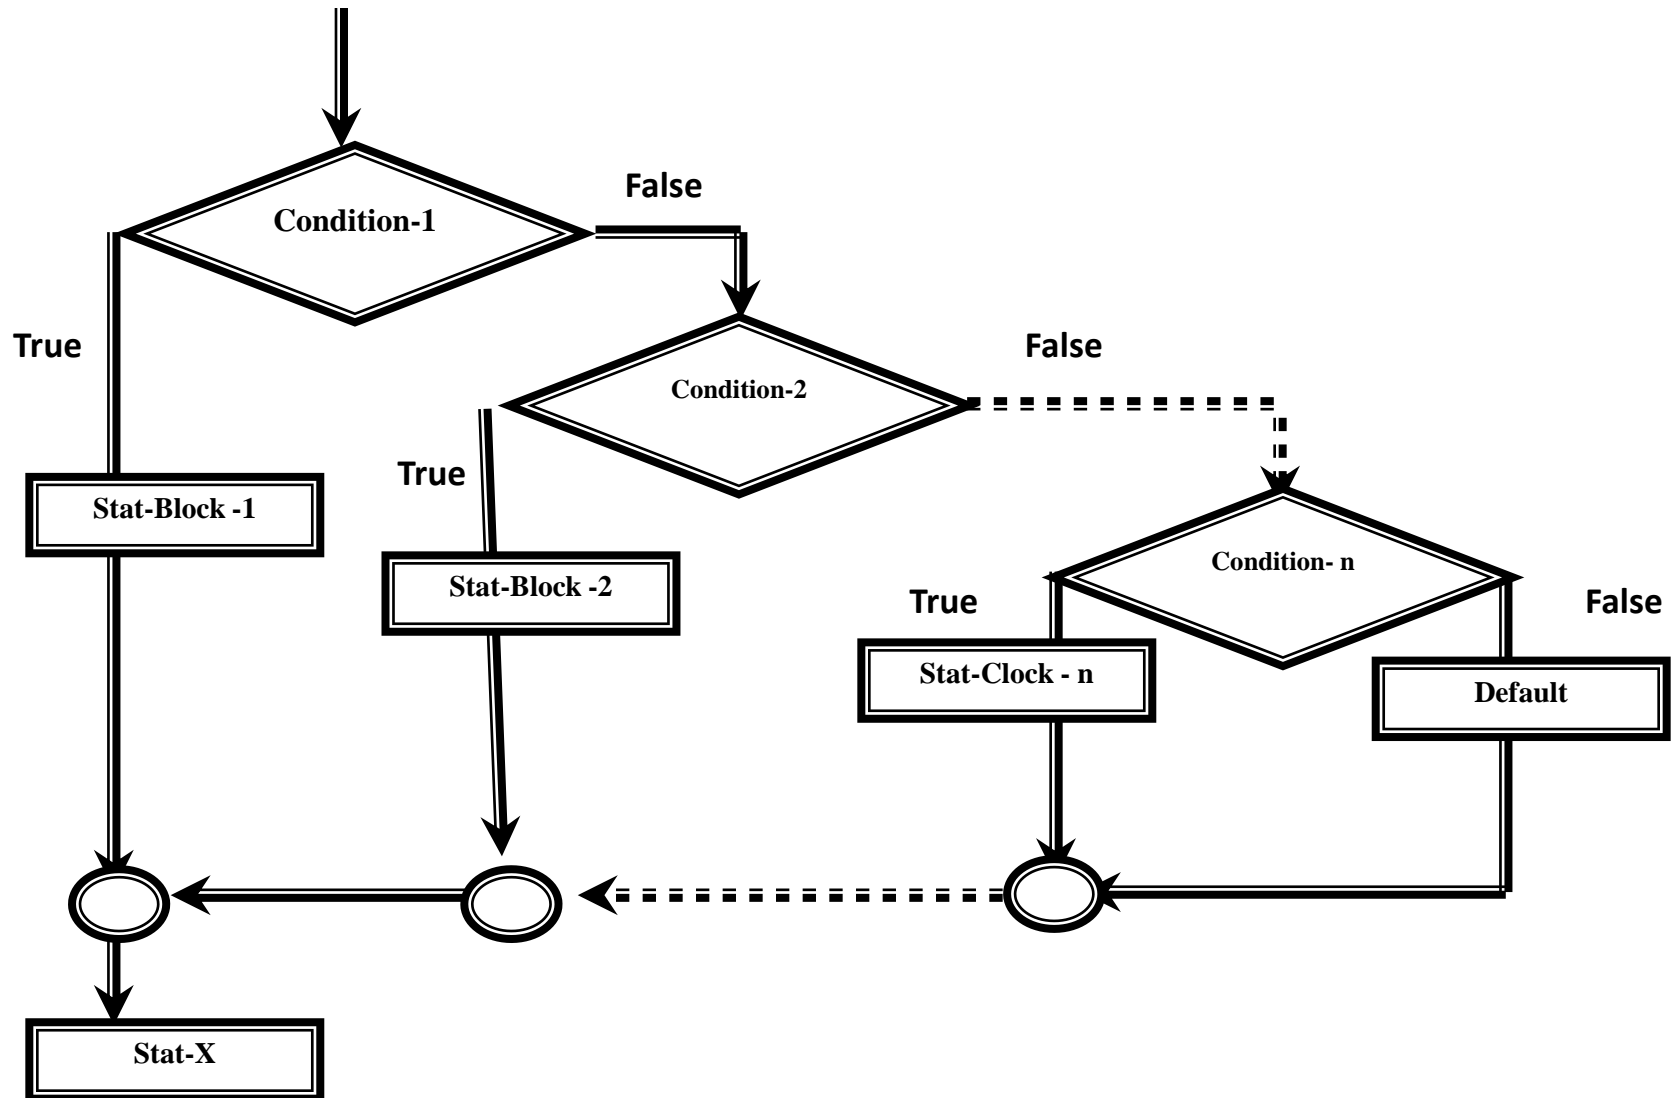 False
Condition-1
True
False
Condition-2
True
Stat-Block -1
Condition- n
Stat-Block -2
True
False
Stat-Clock - n
Default
Stat-X